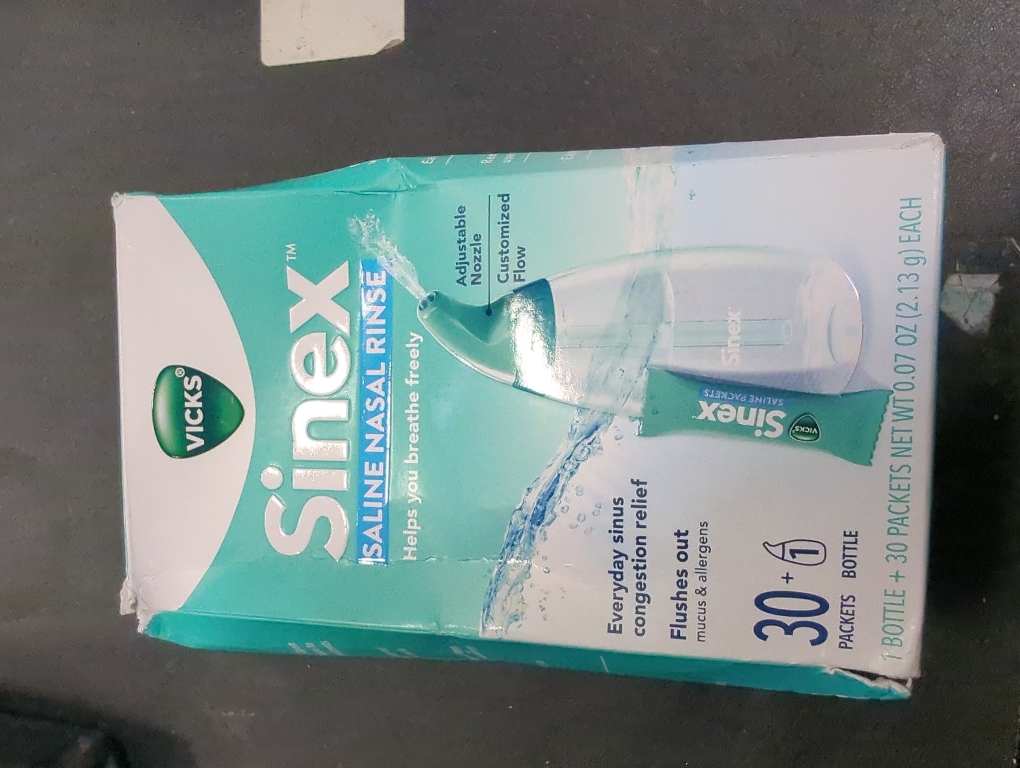 VICKS®
Sinex™
SALINE NASAL RINSE
Helps you breathe freely
Adjustable
Nozzle
Customized
Flow
Sinex
VICKS
Sinex
SALINE PACKETS
Everyday sinus
congestion relief
Flushes out
mucus & allergens
30 + 1
PACKETS BOTTLE
1 BOTTLE + 30 PACKETS NET WT 0.07 OZ (2.13 g) EACH